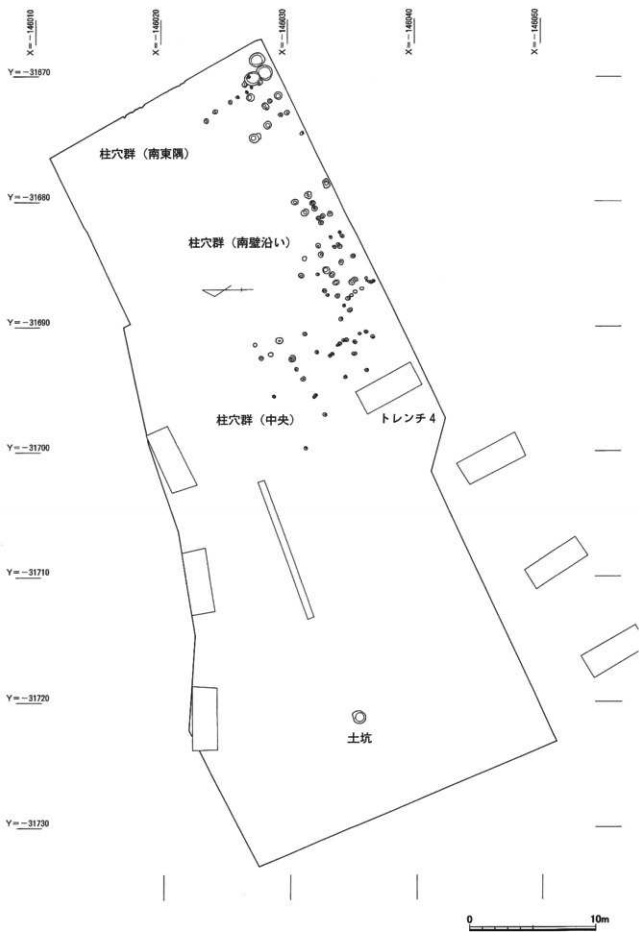 X=-146010
X=-146020
X=-146030
X=-146040
X=-146050
Y=-31670
柱穴群（南東隅）
Y=-31680
柱穴群（南壁沿い）
Y=-31690
柱穴群（中央）
トレンチ4
Y=-31700
Y=-31710
Y=-31720
土坑
Y=-31730
0
10m